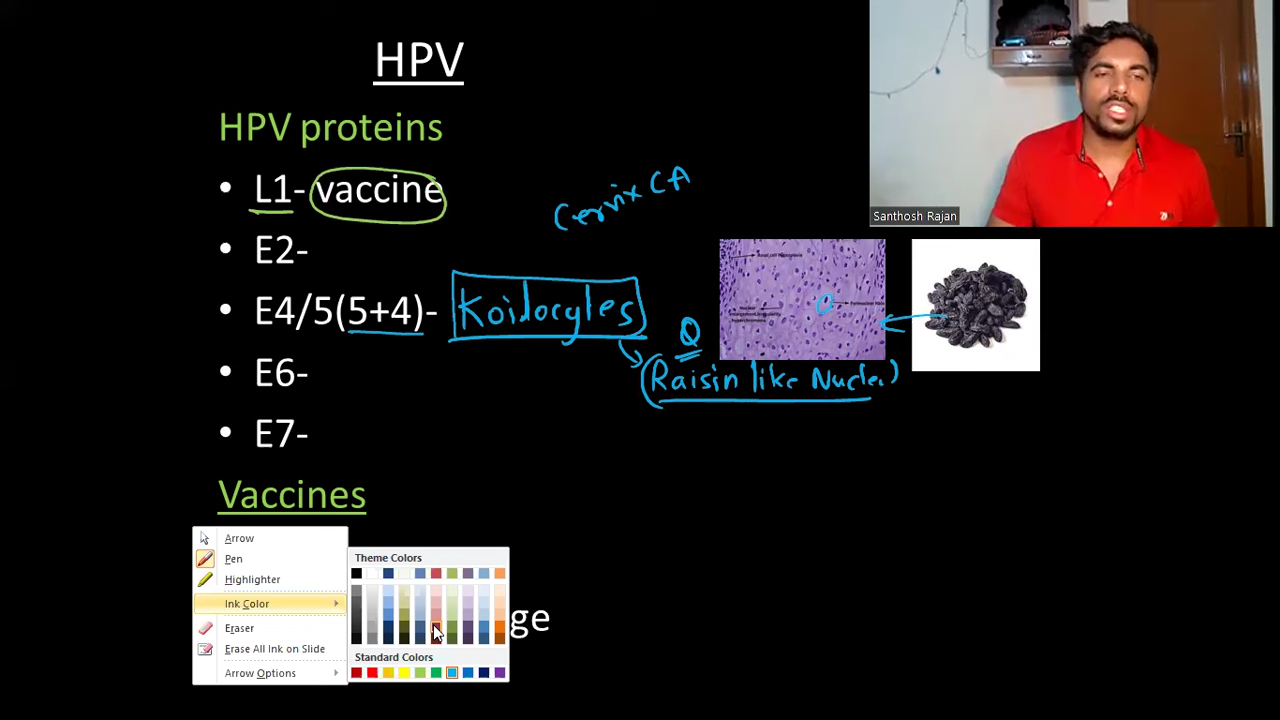 HPV
HPV proteins
• L1- vaccine
Cervix CA
Santhosh Rajan
• E2-
• E4/5(5+4)- Koilocyles
Q
(Raisin like Nuclei)
• E6-
• E7-
Vaccines
Arrow
Pen
Highlighter
Ink Color
Eraser
Erase All Ink on Slide
Arrow Options
Theme Colors
Standard Colors
ge